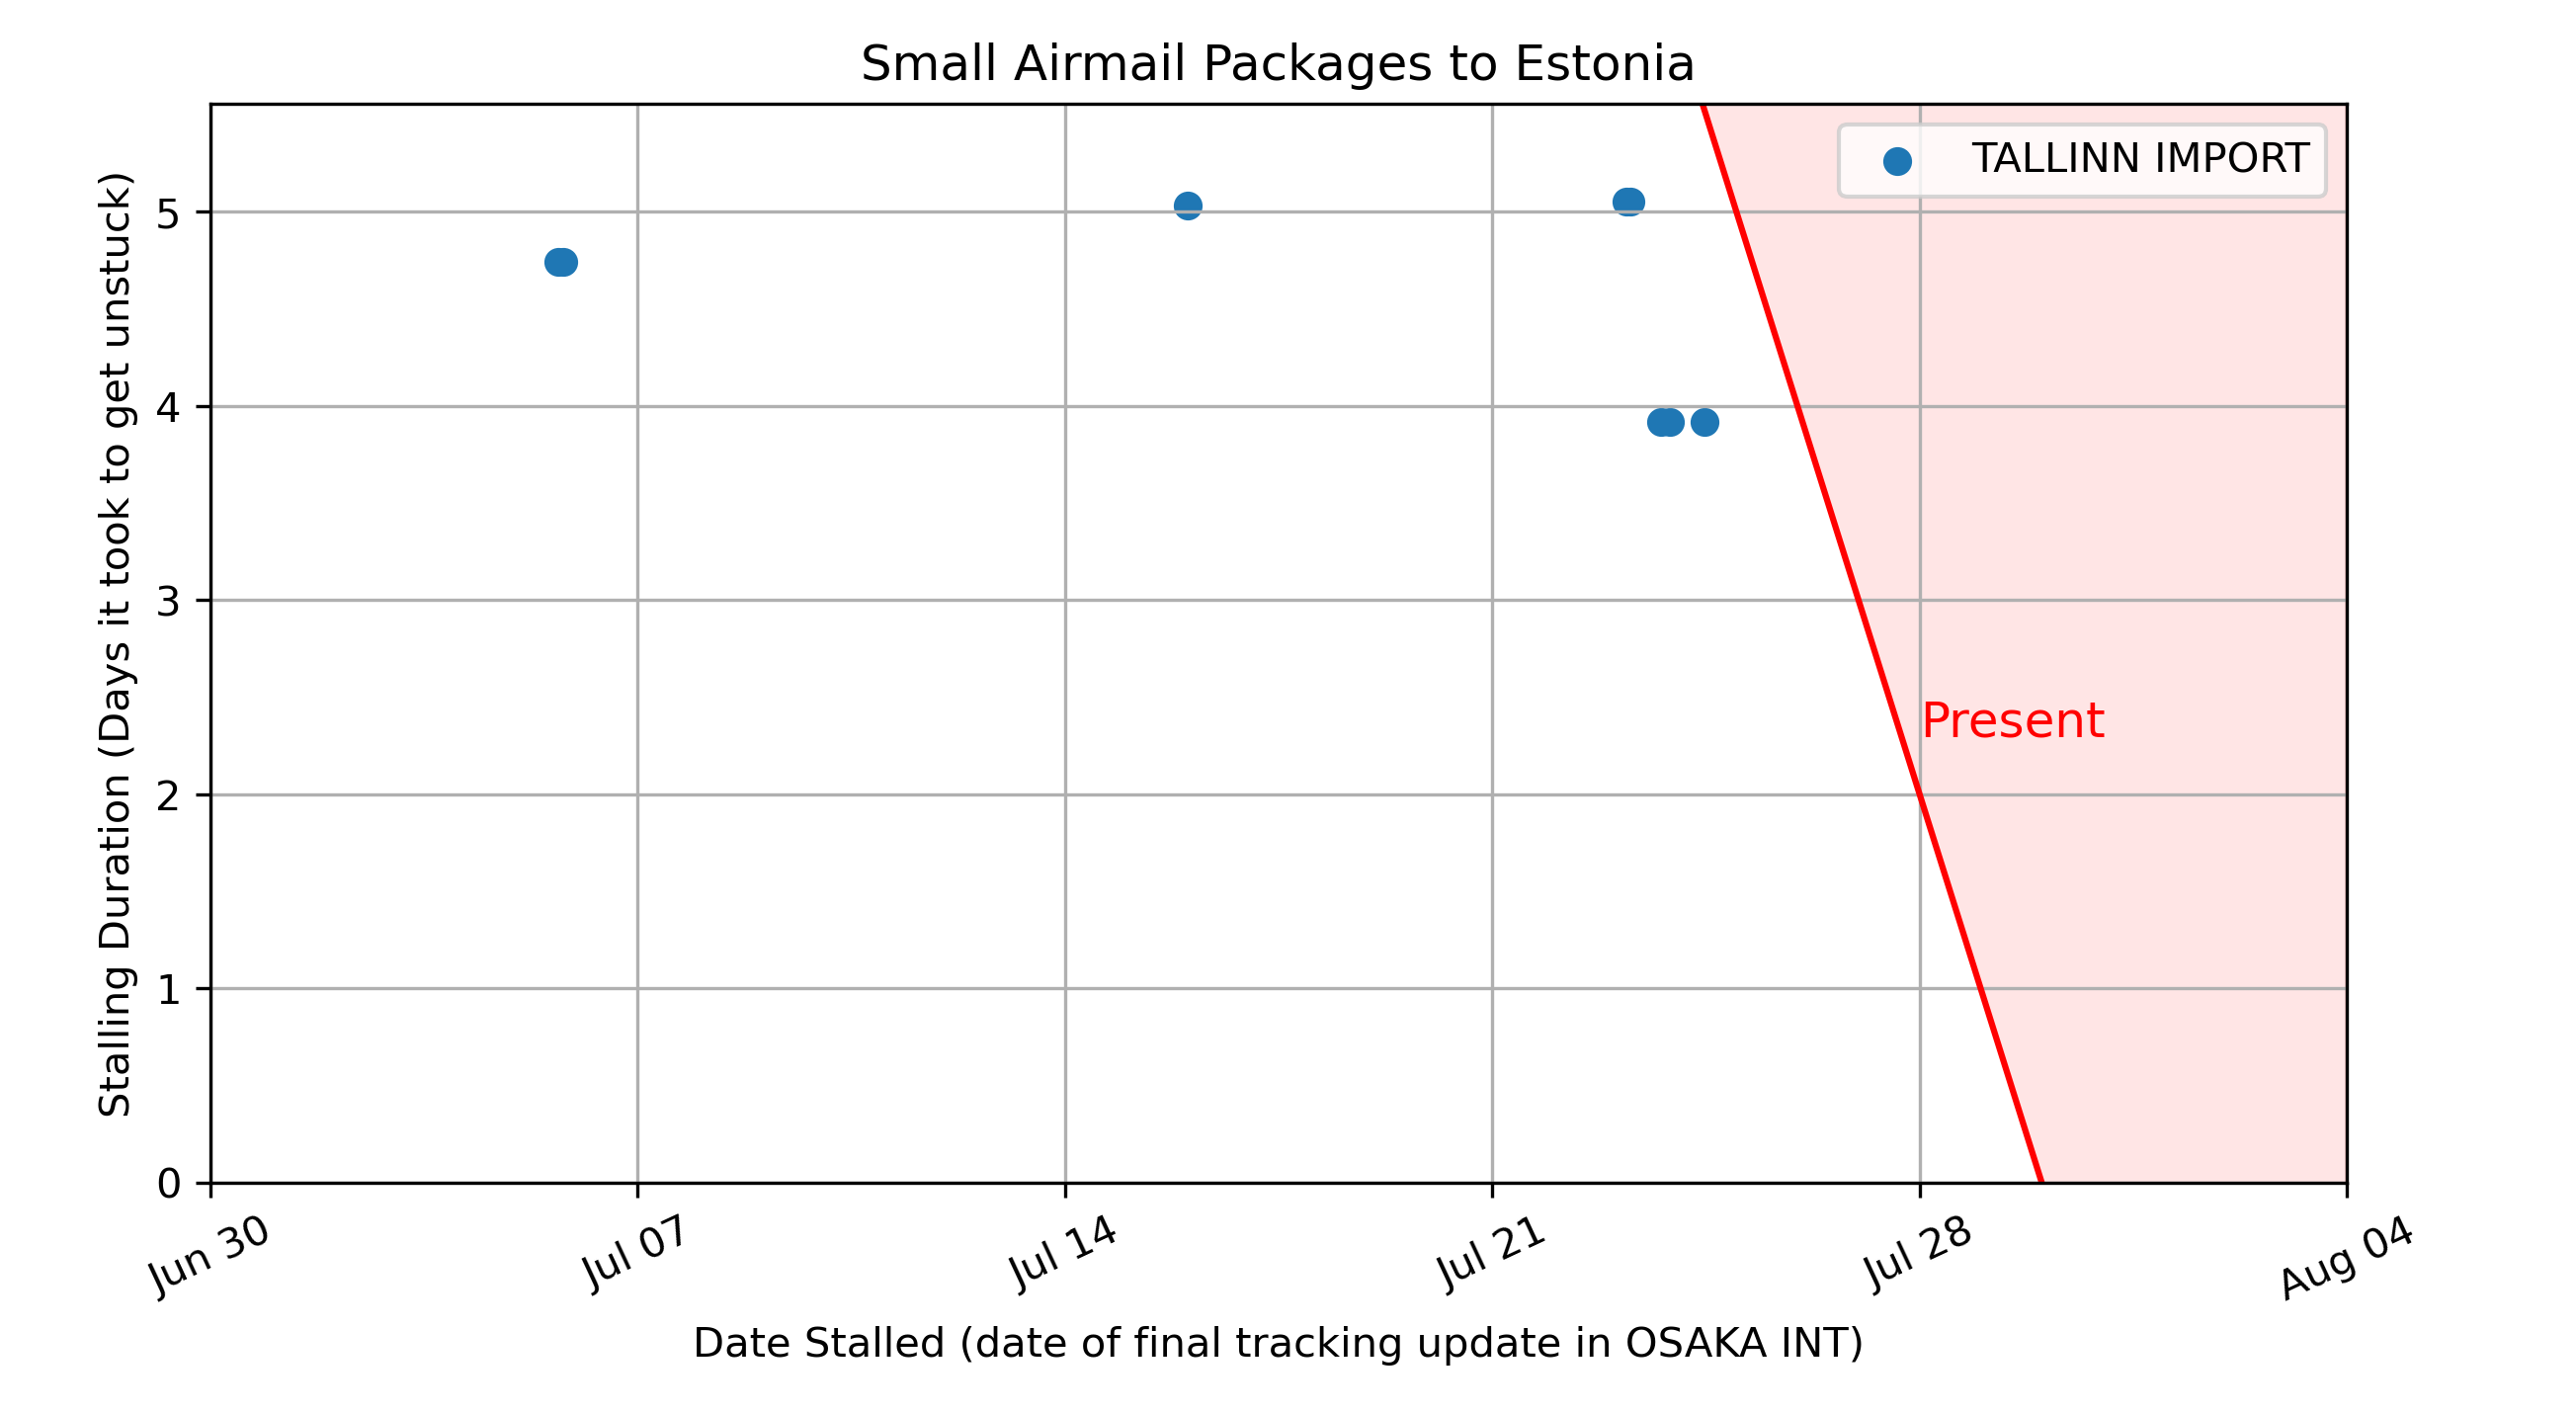 Small Airmail Packages to Estonia
TALLINN IMPORT
Stalling Duration (Days it took to get unstuck)
5
4
3
2
1
0
Present
Jun 30
Jul 07
Jul 14
Jul 21
Jul 28
Aug 04
Date Stalled (date of final tracking update in OSAKA INT)